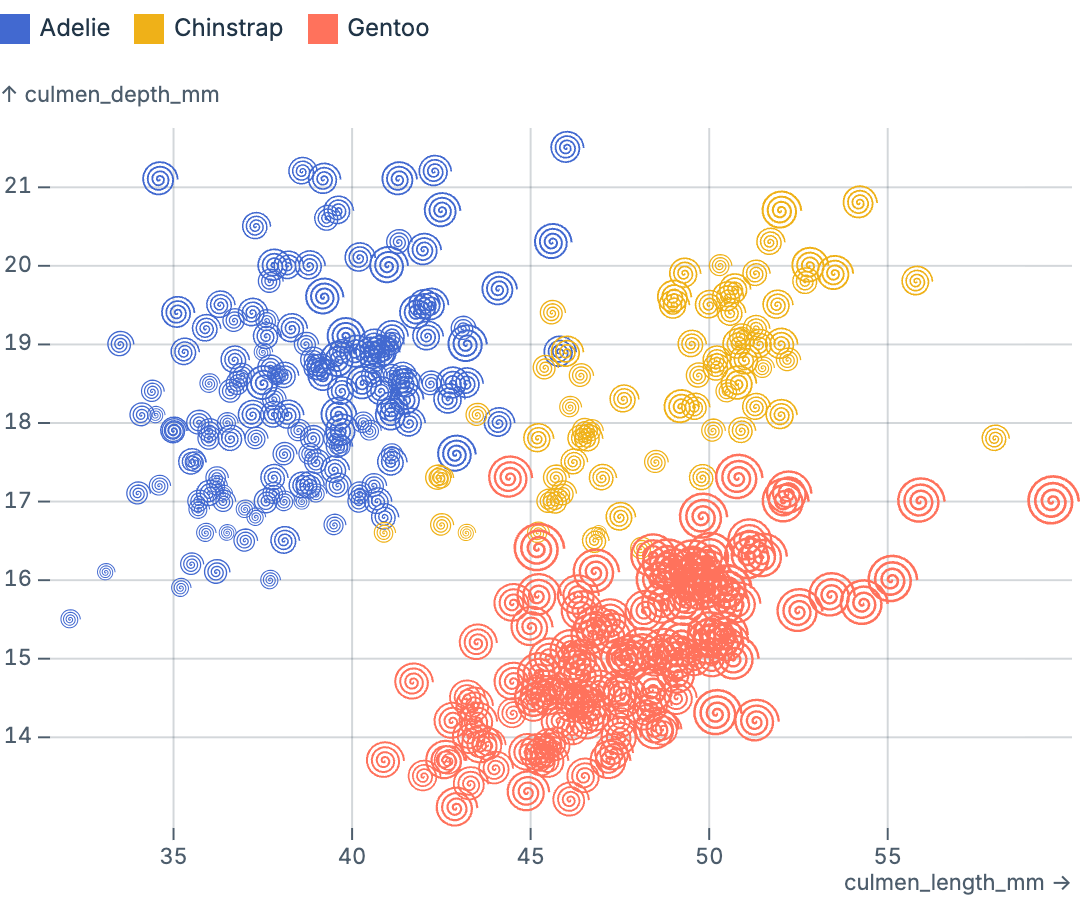 Adelie Chinstrap Gentoo
↑ culmen_depth_mm
21
20
19
18
17
16
15
14
35 40 45 50 55
culmen_length_mm →